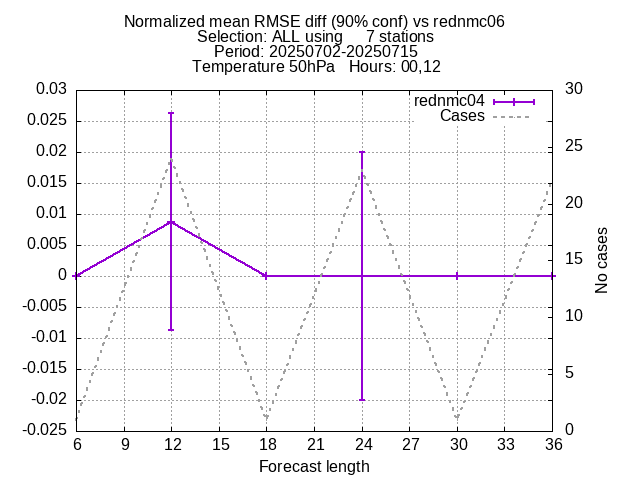 Normalized mean RMSE diff (90% conf) vs rednmc06
Selection: ALL using 7 stations
Period: 20250702-20250715
Temperature 50hPa Hours: 00,12
0.03
0.025
0.02
0.015
0.01
0.005
0
-0.005
-0.01
-0.015
-0.02
-0.025
30
25
20
15
10
5
0
rednmc04
Cases
No cases
6 9 12 15 18 21 24 27 30 33 36
Forecast length